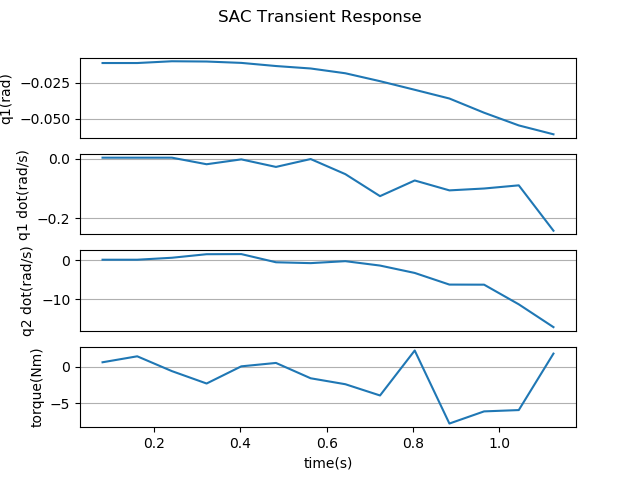 SAC Transient Response
q1(rad)
−0.025
−0.050
q1 dot(rad/s)
0.0
−0.2
q2 dot(rad/s)
0
−10
torque(Nm)
0
−5
0.2 0.4 0.6 0.8 1.0
time(s)